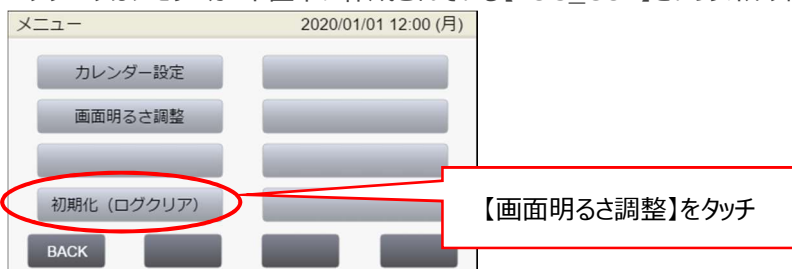 メニュー 2020/01/01 12:00 (月)
カレンダー設定
画面明るさ調整
初期化（ログクリア）
【画面明るさ調整】をタッチ
BACK